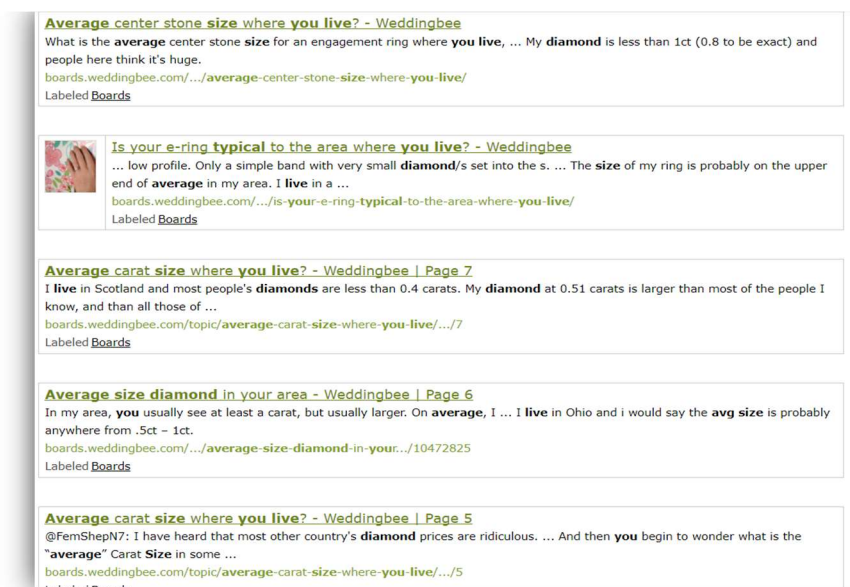 Average center stone size where you live? - Weddingbee
What is the average center stone size for an engagement ring where you live, ... My diamond is less than 1ct (0.8 to be exact) and
people here think it's huge.
boards.weddingbee.com/.../average-center-stone-size-where-you-live/
Labeled Boards
Is your e-ring typical to the area where you live? - Weddingbee
... low profile. Only a simple band with very small diamond/s set into the s. ... The size of my ring is probably on the upper
end of average in my area. I live in a ...
boards.weddingbee.com/.../is-your-e-ring-typical-to-the-area-where-you-live/
Labeled Boards
Average carat size where you live? - Weddingbee | Page 7
I live in Scotland and most people's diamonds are less than 0.4 carats. My diamond at 0.51 carats is larger than most of the people I
know, and than all those of ...
boards.weddingbee.com/topic/average-carat-size-where-you-live/.../7
Labeled Boards
Average size diamond in your area - Weddingbee | Page 6
In my area, you usually see at least a carat, but usually larger. On average, I ... I live in Ohio and i would say the avg size is probably
anywhere from .5ct – 1ct.
boards.weddingbee.com/.../average-size-diamond-in-your.../10472825
Labeled Boards
Average carat size where you live? - Weddingbee | Page 5
@FemShepN7: I have heard that most other country's diamond prices are ridiculous. ... And then you begin to wonder what is the
“average” Carat Size in some ...
boards.weddingbee.com/topic/average-carat-size-where-you-live/.../5